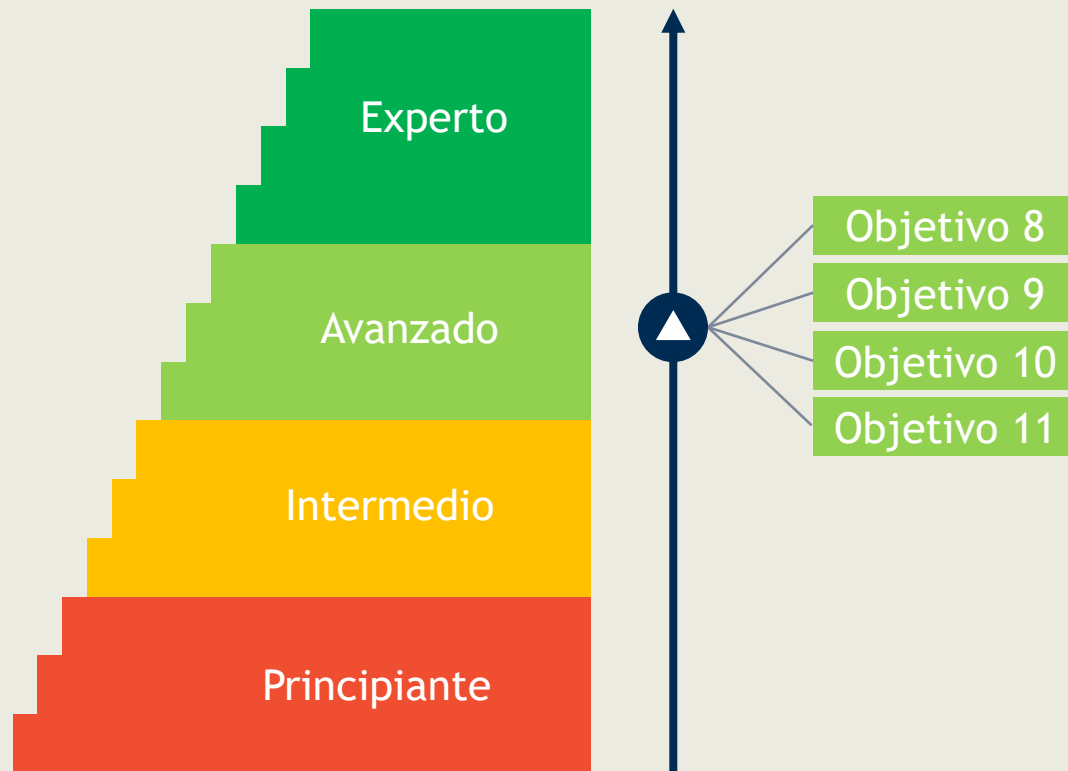 Experto
Avanzado
Intermedio
Principiante
Objetivo 8
Objetivo 9
Objetivo 10
Objetivo 11